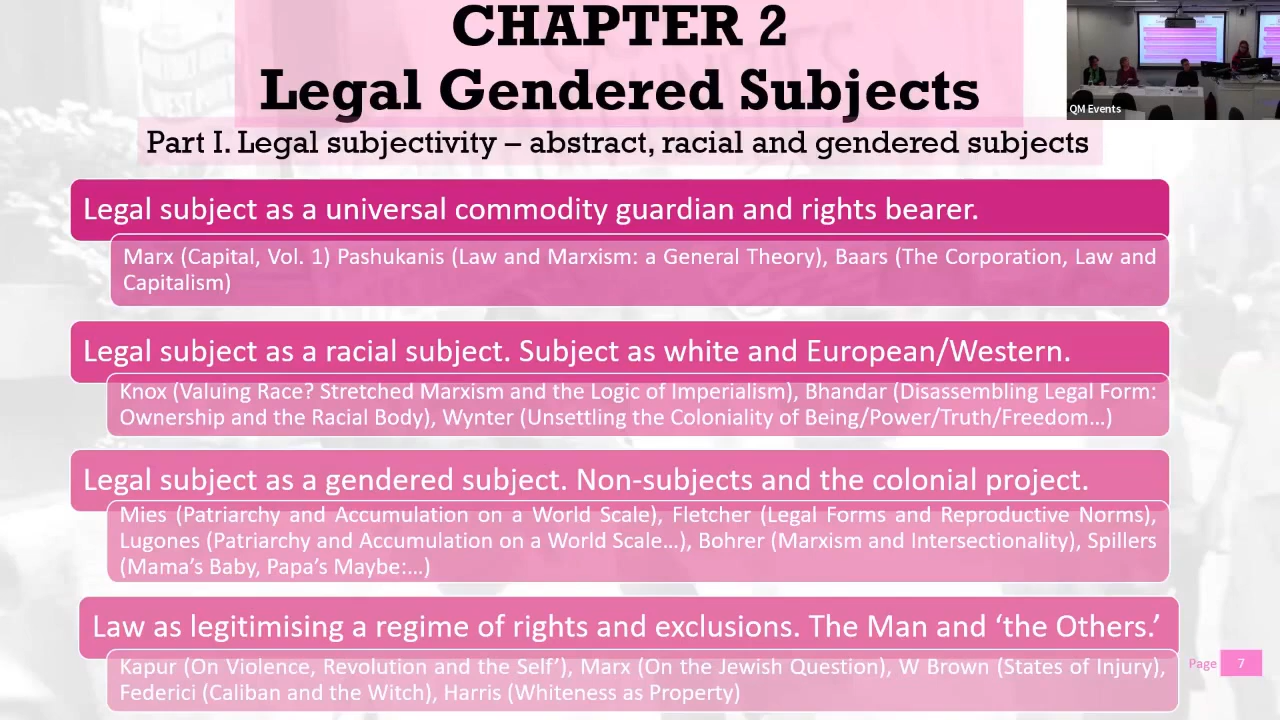 CHAPTER 2
Legal Gendered Subjects
Part I. Legal subjectivity – abstract, racial and gendered subjects
QM Events
Legal subject as a universal commodity guardian and rights bearer.
Marx (Capital, Vol. 1) Pashukanis (Law and Marxism: a General Theory), Baars (The Corporation, Law and
Capitalism)
Legal subject as a racial subject. Subject as white and European/Western.
Knox (Valuing Race? Stretched Marxism and the Logic of Imperialism), Bhandar (Disassembling Legal Form:
Ownership and the Racial Body), Wynter (Unsettling the Coloniality of Being/Power/Truth/Freedom…)
Legal subject as a gendered subject. Non-subjects and the colonial project.
Mies (Patriarchy and Accumulation on a World Scale), Fletcher (Legal Forms and Reproductive Norms),
Lugones (Patriarchy and Accumulation on a World Scale…), Bohrer (Marxism and Intersectionality), Spillers
(Mama’s Baby, Papa’s Maybe:…)
Law as legitimising a regime of rights and exclusions. The Man and ‘the Others.’
Kapur (On Violence, Revolution and the Self’), Marx (On the Jewish Question), W Brown (States of Injury),
Federici (Caliban and the Witch), Harris (Whiteness as Property)
Page 7